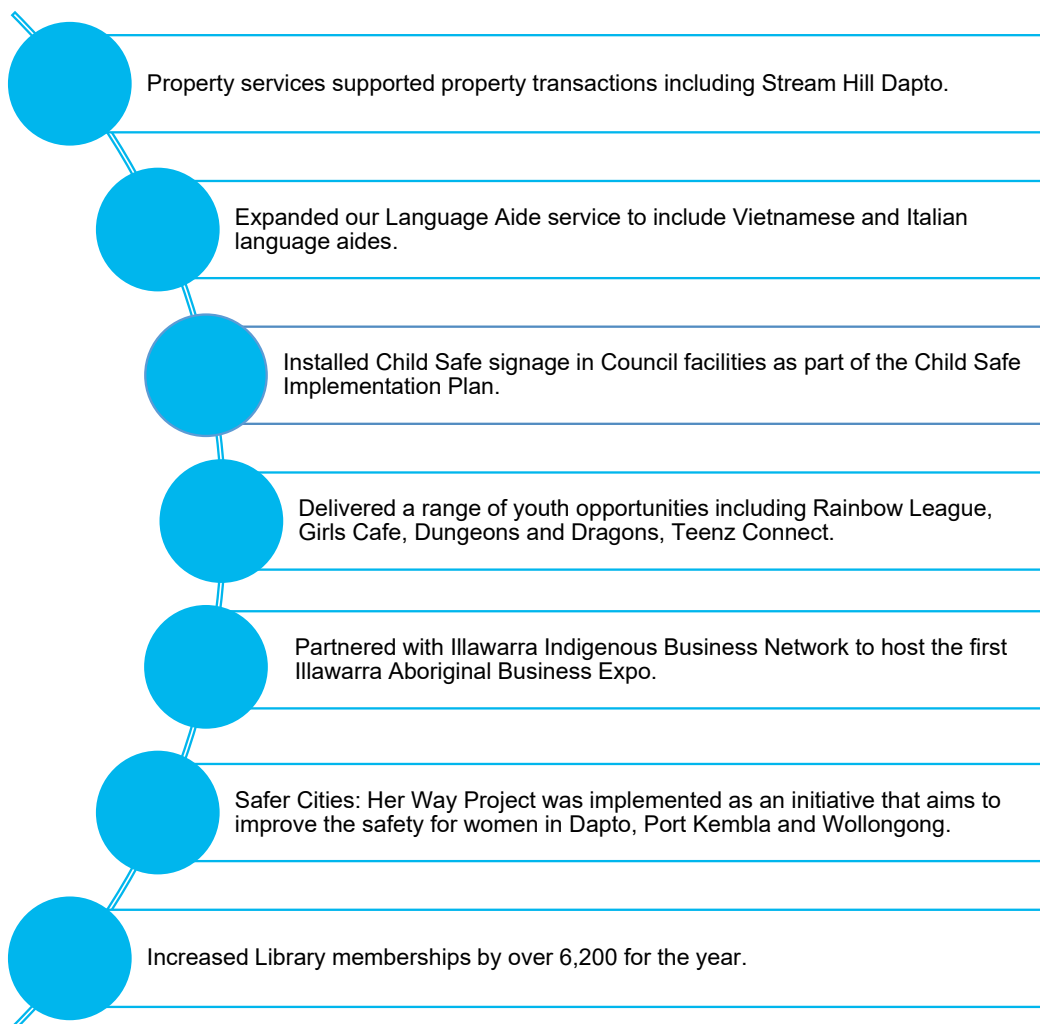 Property services supported property transactions including Stream Hill Dapto.
Expanded our Language Aide service to include Vietnamese and Italian
language aides.
Installed Child Safe signage in Council facilities as part of the Child Safe
Implementation Plan.
Delivered a range of youth opportunities including Rainbow League,
Girls Cafe, Dungeons and Dragons, Teenz Connect.
Partnered with Illawarra Indigenous Business Network to host the first
Illawarra Aboriginal Business Expo.
Safer Cities: Her Way Project was implemented as an initiative that aims to
improve the safety for women in Dapto, Port Kembla and Wollongong.
Increased Library memberships by over 6,200 for the year.